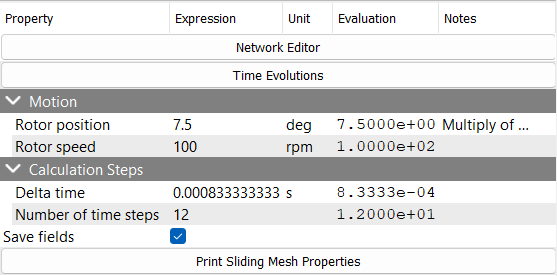 Property Expression Unit Evaluation Notes
Network Editor
Time Evolutions
Motion
Rotor position 7.5 deg 7.5000e+00 Multiply of ...
Rotor speed 100 rpm 1.0000e+02
Calculation Steps
Delta time 0.000833333333 s 8.3333e-04
Number of time steps 12 1.2000e+01
Save fields
Print Sliding Mesh Properties